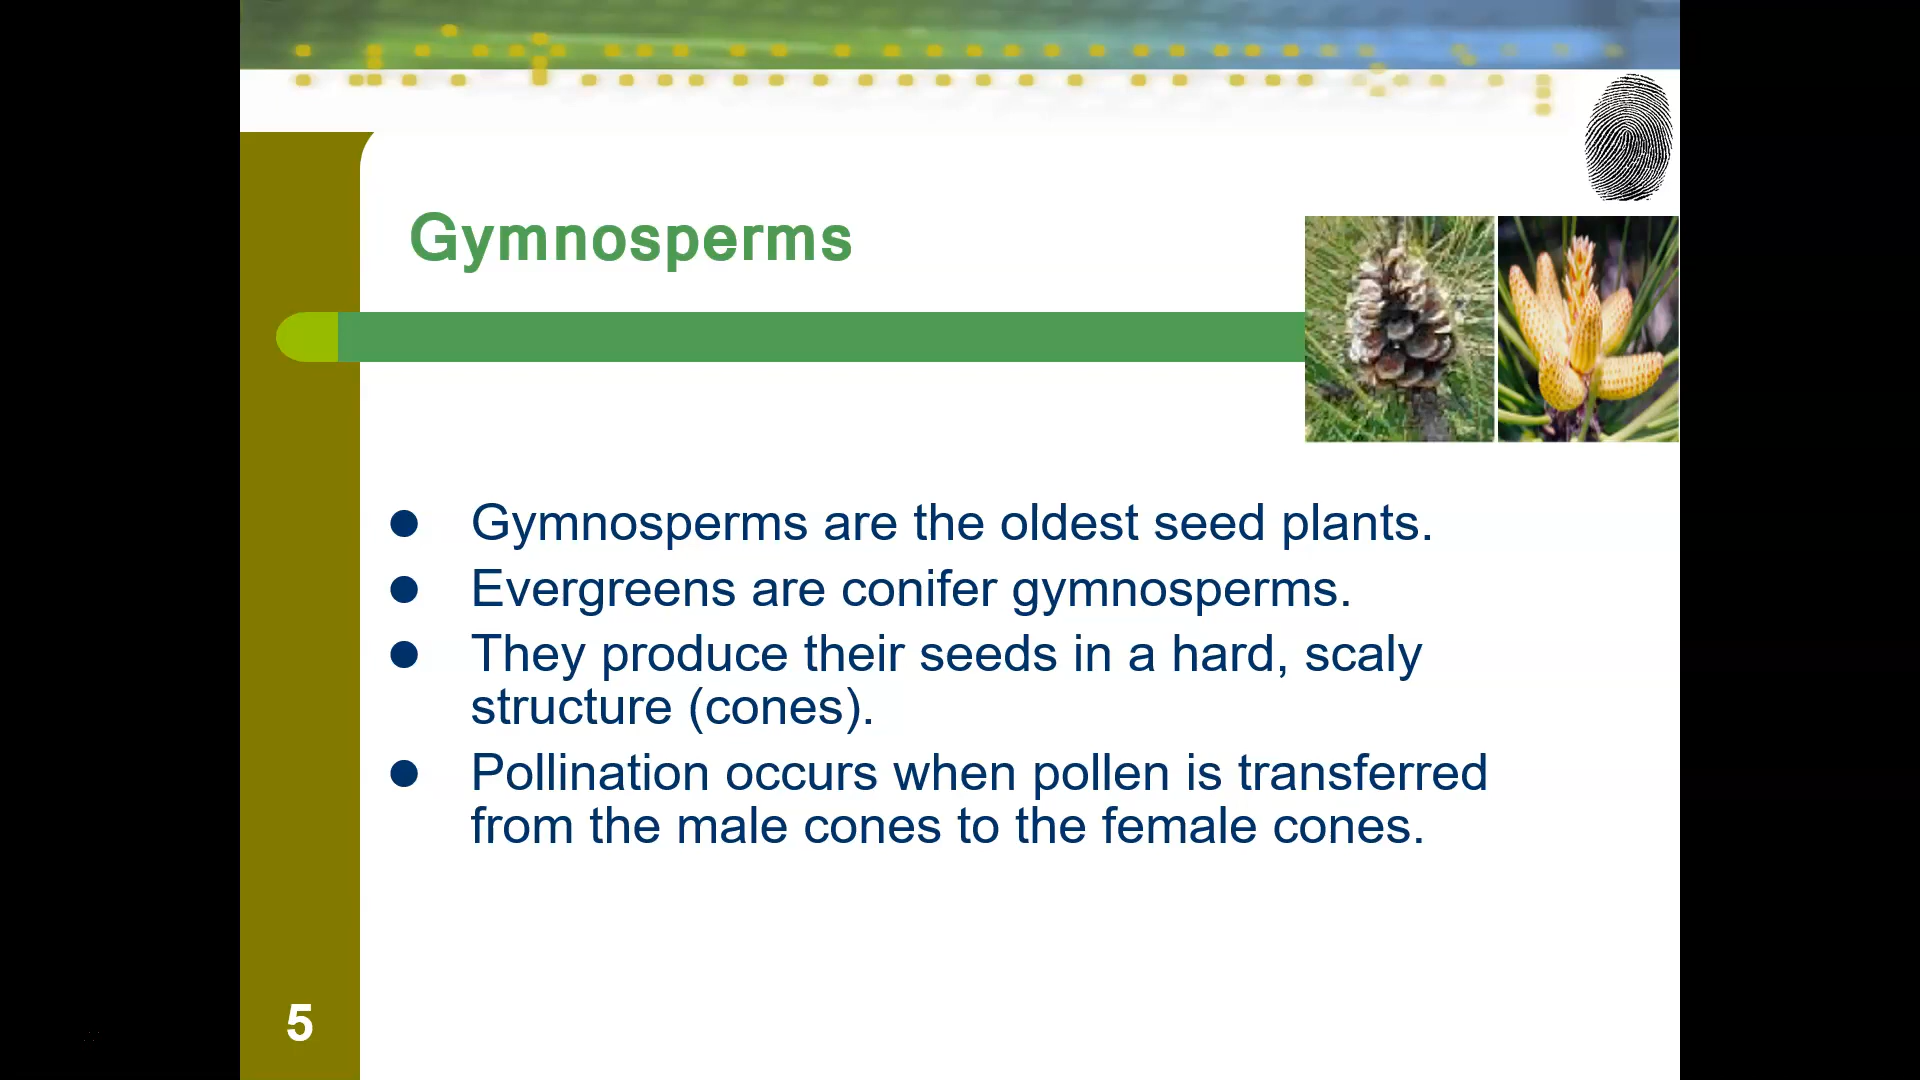 Gymnosperms
● Gymnosperms are the oldest seed plants.
● Evergreens are conifer gymnosperms.
● They produce their seeds in a hard, scaly
structure (cones).
● Pollination occurs when pollen is transferred
from the male cones to the female cones.
5